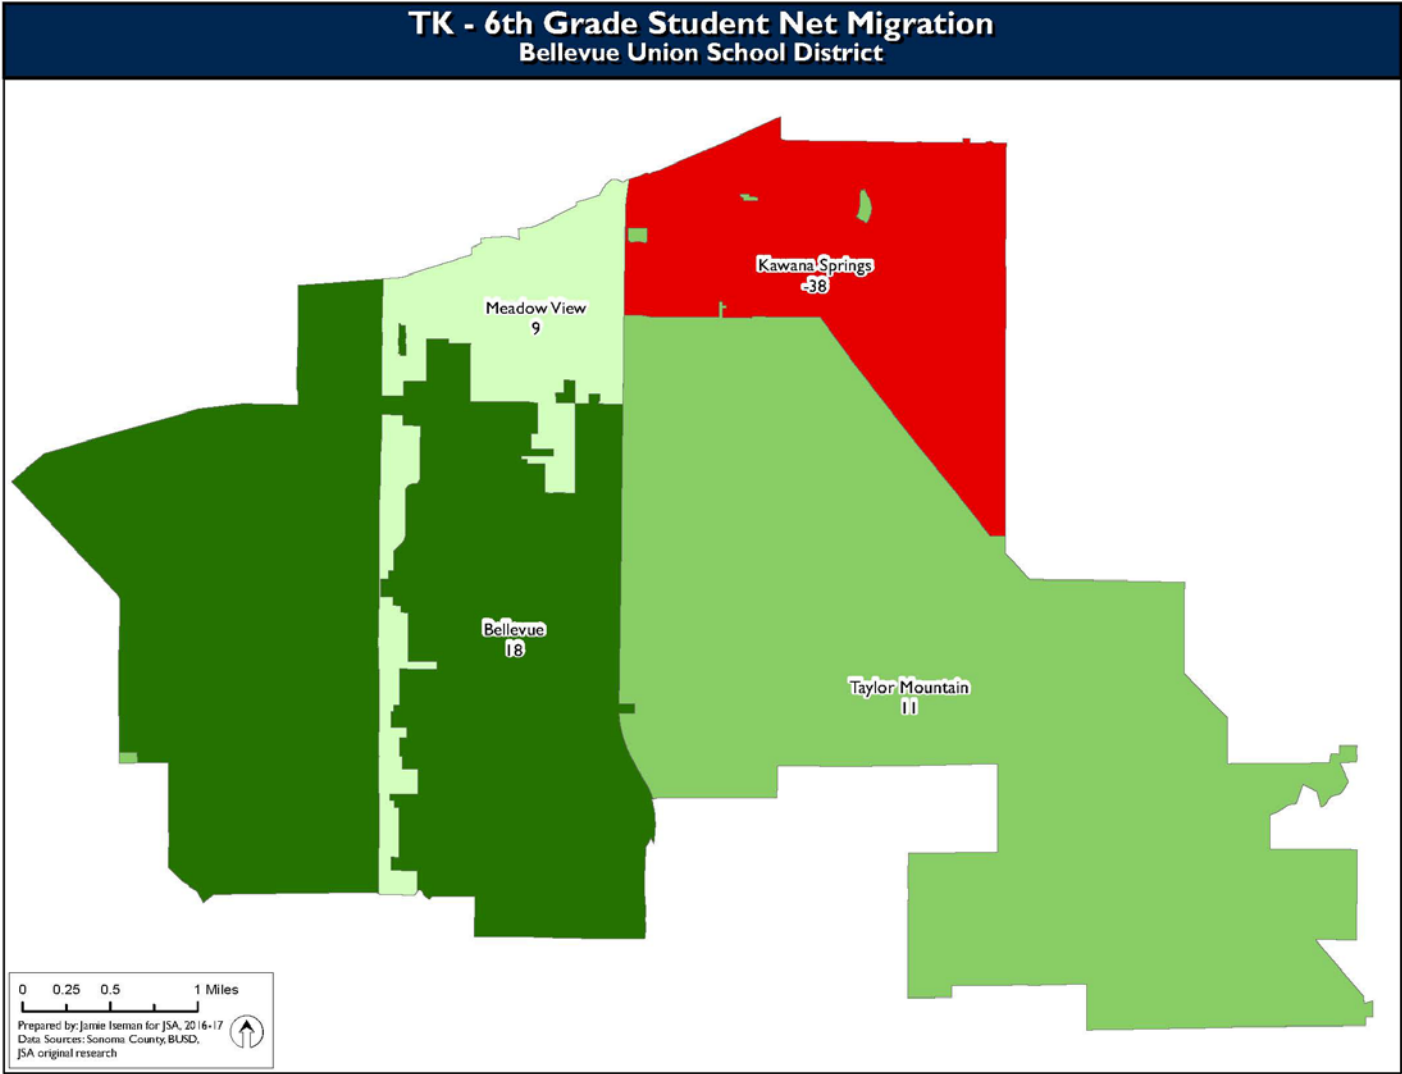 TK - 6th Grade Student Net Migration
Bellevue Union School District
Kawana Springs
-38
Meadow View
9
Bellevue
18
Taylor Mountain
11
0 0.25 0.5 1 Miles
Prepared by: Jamie Iseman for JSA, 2016-17
Data Sources: Sonoma County, BUSD,
JSA original research